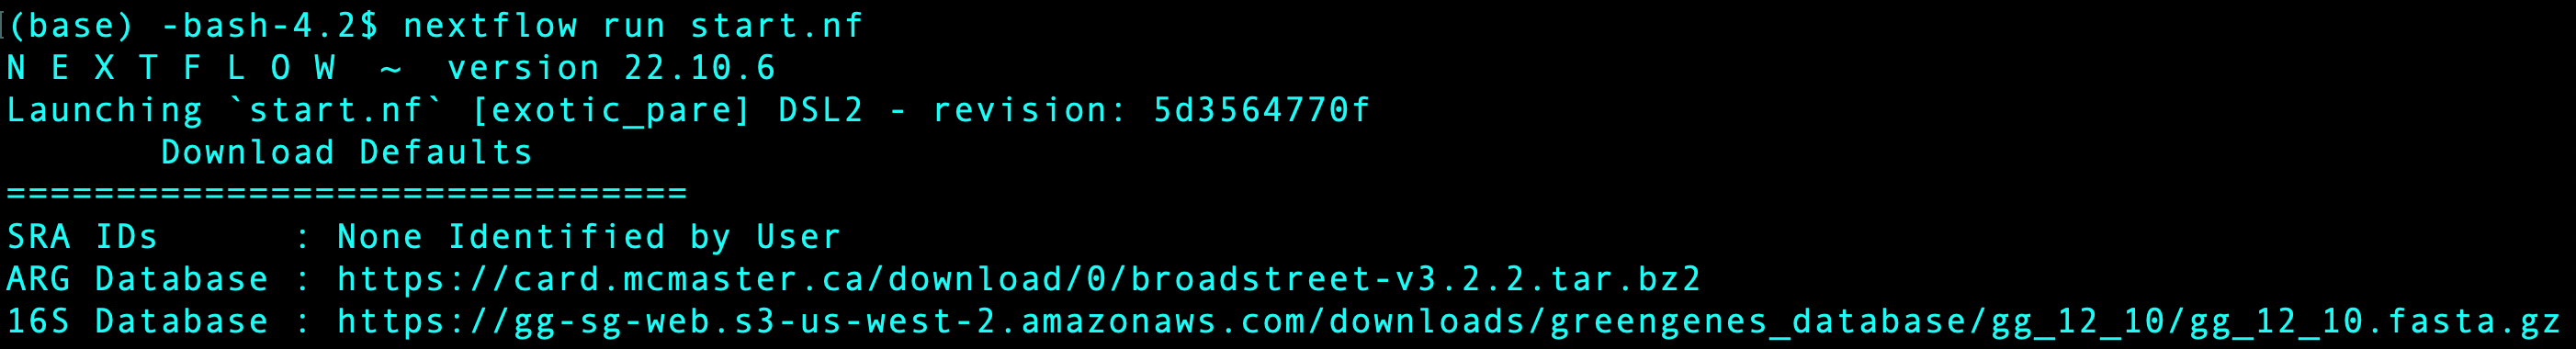 (base) -bash-4.2$ nextflow run start.nf
N E X T F L O W  ~  version 22.10.6
Launching `start.nf` [exotic_pare] DSL2 - revision: 5d3564770f
       Download Defaults
===============================
SRA IDs      : None Identified by User
ARG Database : https://card.mcmaster.ca/download/0/broadstreet-v3.2.2.tar.bz2
16S Database : https://gg-sg-web.s3-us-west-2.amazonaws.com/downloads/greengenes_database/gg_12_10/gg_12_10.fasta.gz